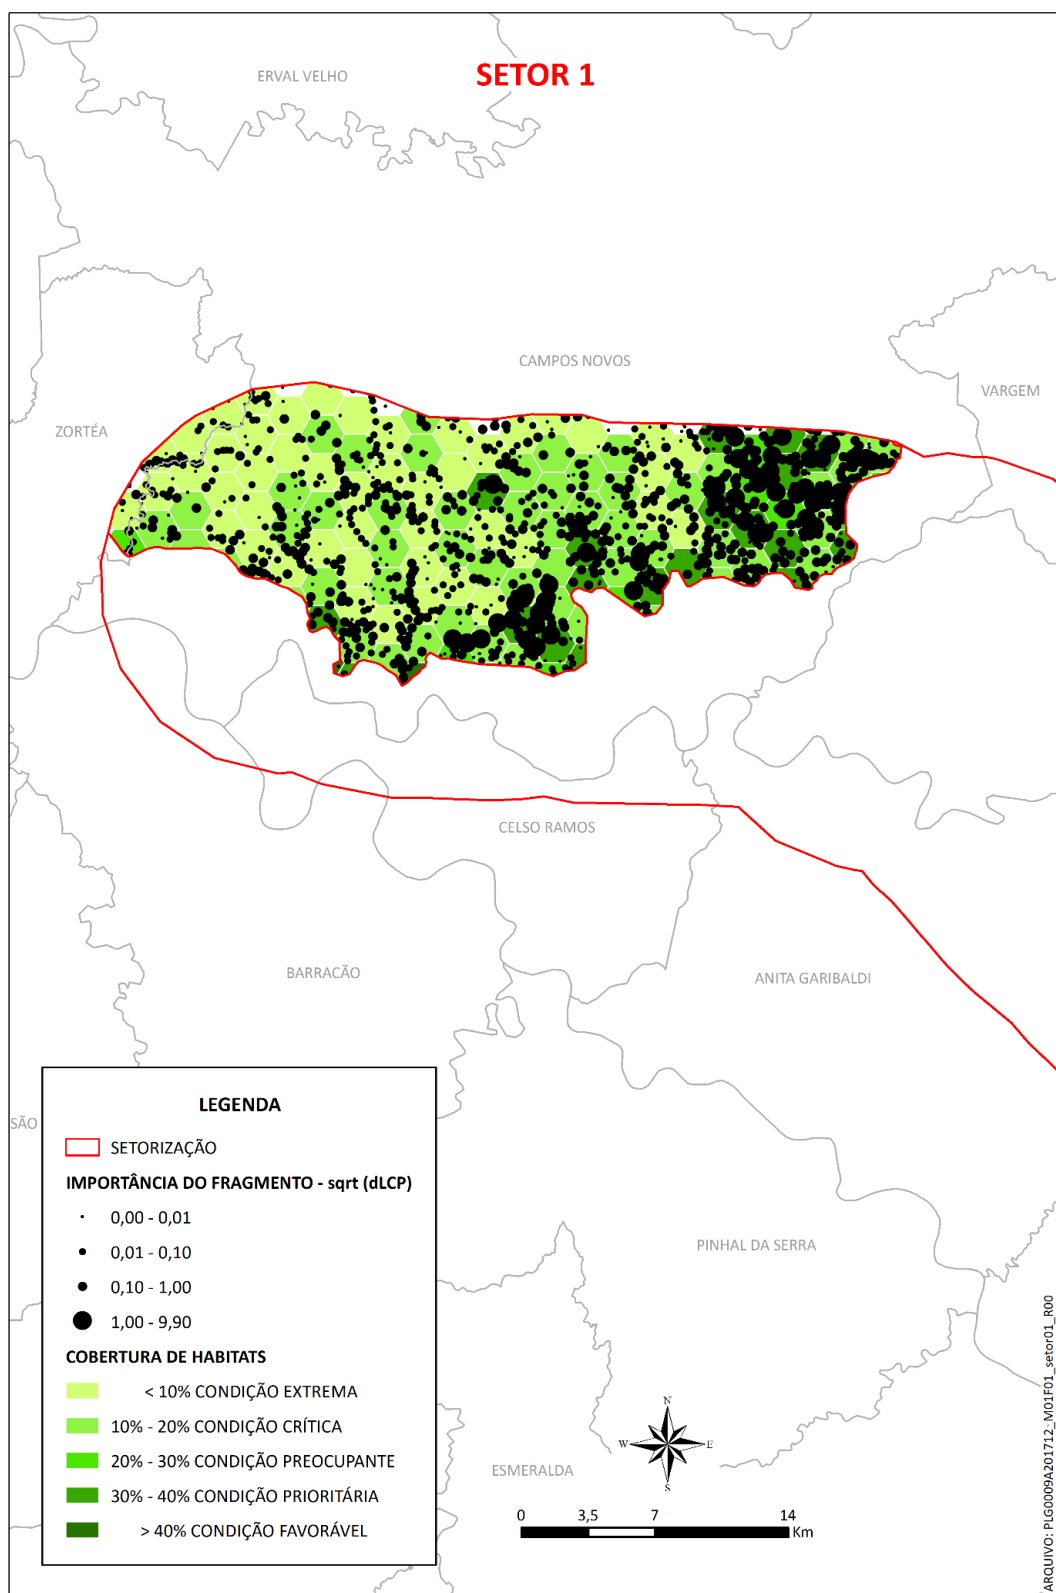 SETOR 1
ERVAL VELHO
CAMPOS NOVOS
VARGEM
ZORTÉA
CELSO RAMOS
BARRACÃO
ANITA GARIBALDI
SÃO
PINHAL DA SERRA
ESMERALDA
LEGENDA
SETORIZAÇÃO
IMPORTÂNCIA DO FRAGMENTO - sqrt (dLCP)
0,00 - 0,01
0,01 - 0,10
0,10 - 1,00
1,00 - 9,90
COBERTURA DE HABITATS
< 10% CONDIÇÃO EXTREMA
10% - 20% CONDIÇÃO CRÍTICA
20% - 30% CONDIÇÃO PREOCUPANTE
30% - 40% CONDIÇÃO PRIORITÁRIA
> 40% CONDIÇÃO FAVORÁVEL
N
W E
S
0 3,5 7 14
Km
ARQUIVO: PLG0009A201712_M01F01_setor01_R00